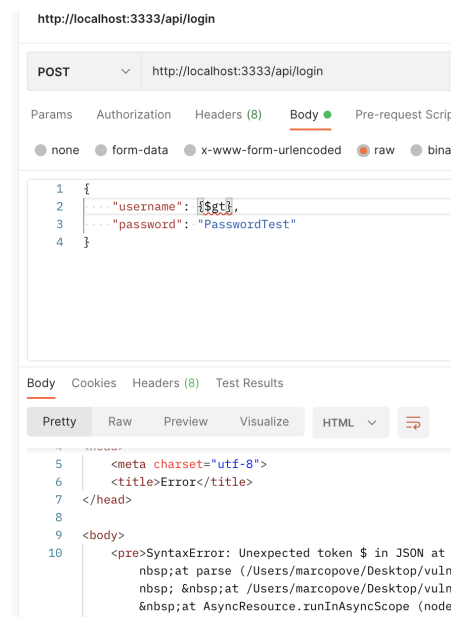 http://localhost:3333/api/login
POST http://localhost:3333/api/login
Params Authorization Headers (8) Body Pre-request Scrip
none form-data x-www-form-urlencoded raw bina
1 {
2 "username": {$gt},
3 "password": "PasswordTest"
4 }
Body Cookies Headers (8) Test Results
Pretty Raw Preview Visualize HTML
5 <meta charset="utf-8">
6 <title>Error</title>
7 </head>
8
9 <body>
10 <pre>SyntaxError: Unexpected token $ in JSON at
nbsp;at parse (/Users/marcopove/Desktop/vuln
nbsp; &nbsp;at /Users/marcopove/Desktop/vuln
&nbsp;at AsyncResource.runInAsyncScope (node